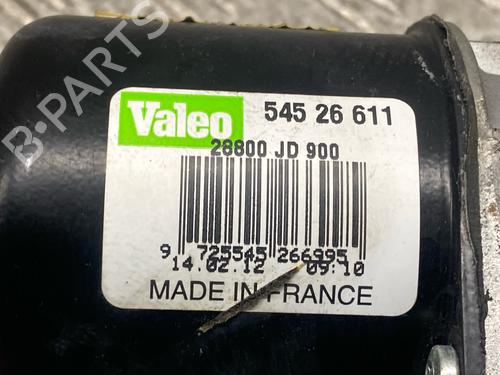 Valeo 545 26 611
28800 JD 900
9 725545 266995
14.02.12 09:10
MADE IN FRANCE
B-PARTS